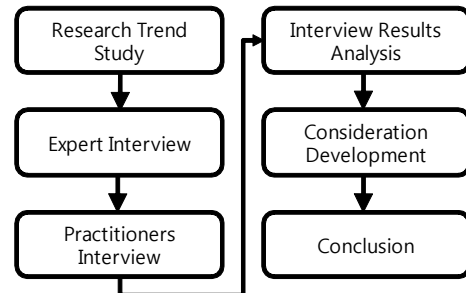 Research Trend
Study
Expert Interview
Practitioners
Interview
Interview Results
Analysis
Consideration
Development
Conclusion